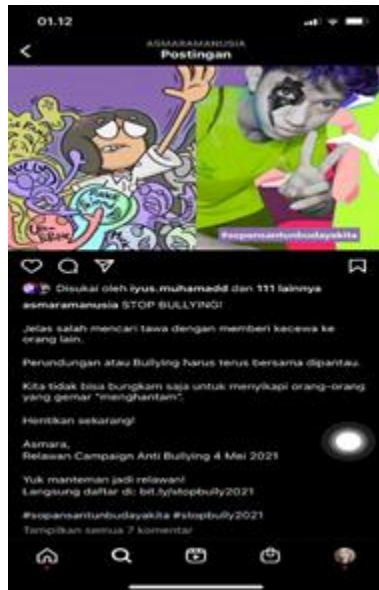 01.12
ASMARAMANUSIA
Postingan
#sopansantunbudayakita
Disukai oleh iyus.muhamadd dan 111 lainnya
asmaramanusia STOP BULLYING!
Jelas salah mencari tawa dengan memberi kecewa ke
orang lain.
Perundungan atau Bullying harus terus bersama dipantau.
Kita tidak bisa bungkam saja untuk menyikapi orang-orang
yang gemar "menghantam".
Hentikan sekarang!
Asmara,
Relawan Campaign Anti Bullying 4 Mei 2021
Yuk manteman jadi relawan!
Langsung daftar di: bit.ly/stopbully2021
#sopansantunbudayakita #stopbully2021
Tampilkan semua 7 komentar